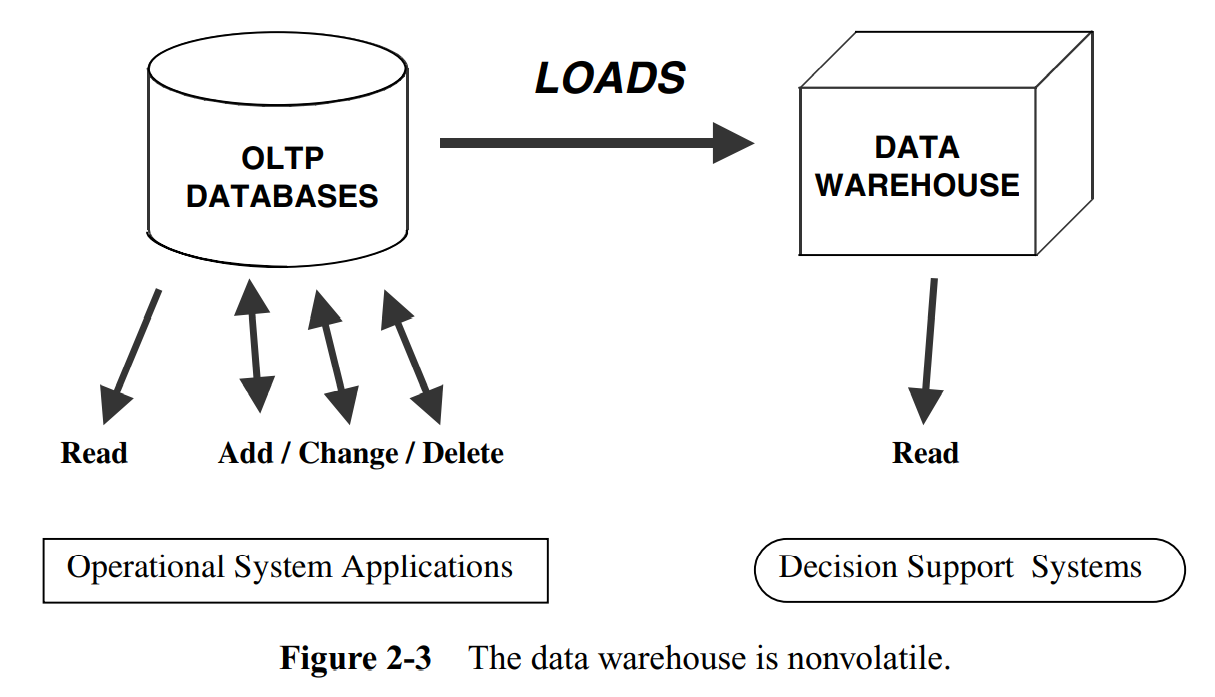 LOADS
OLTP
DATABASES
DATA
WAREHOUSE
Read
Add / Change / Delete
Read
Operational System Applications
Decision Support Systems
Figure 2-3 The data warehouse is nonvolatile.